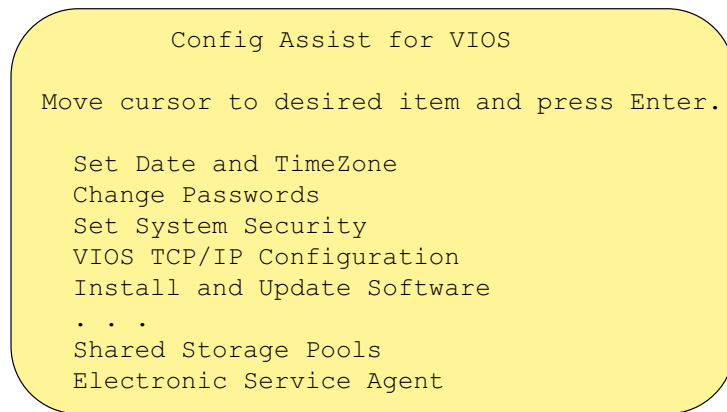 Config Assist for VIOS
Move cursor to desired item and press Enter.
Set Date and TimeZone
Change Passwords
Set System Security
VIOS TCP/IP Configuration
Install and Update Software
. . .
Shared Storage Pools
Electronic Service Agent